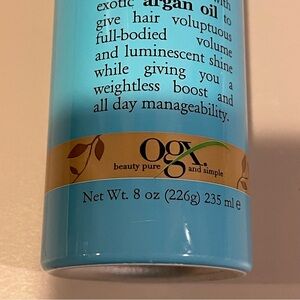 exotic argan oil to
give hair voluptuous
full-bodied volume
and luminescent shine
while giving you a
weightless boost and
all day manageability.
Ogx.
beauty pure and simple
Net Wt. 8 oz (226g) 235 ml e